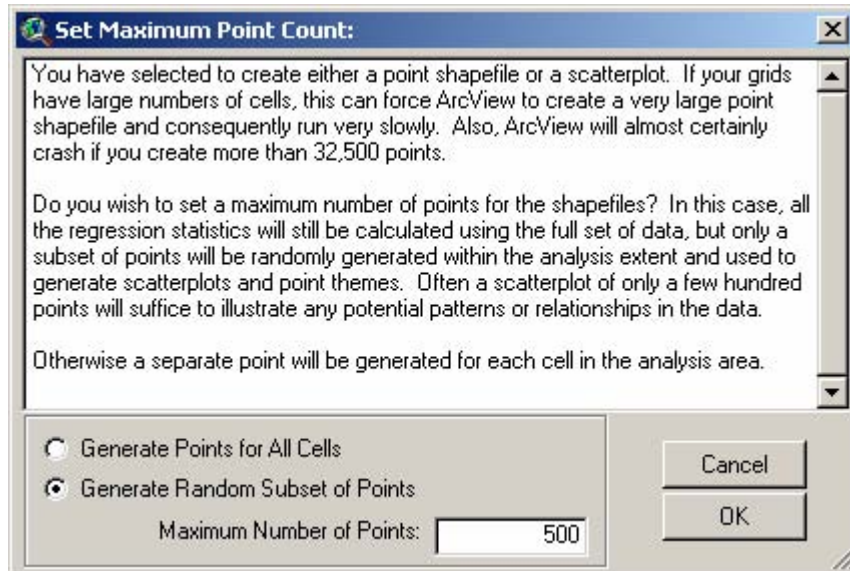 Set Maximum Point Count:
You have selected to create either a point shapefile or a scatterplot.  If your grids
have large numbers of cells, this can force ArcView to create a very large point
shapefile and consequently run very slowly.  Also, ArcView will almost certainly
crash if you create more than 32,500 points.
Do you wish to set a maximum number of points for the shapefiles?  In this case, all
the regression statistics will still be calculated using the full set of data, but only a
subset of points will be randomly generated within the analysis extent and used to
generate scatterplots and point themes.  Often a scatterplot of only a few hundred
points will suffice to illustrate any potential patterns or relationships in the data.
Otherwise a separate point will be generated for each cell in the analysis area.
Generate Points for All Cells
Generate Random Subset of Points
Maximum Number of Points: 500
Cancel
OK